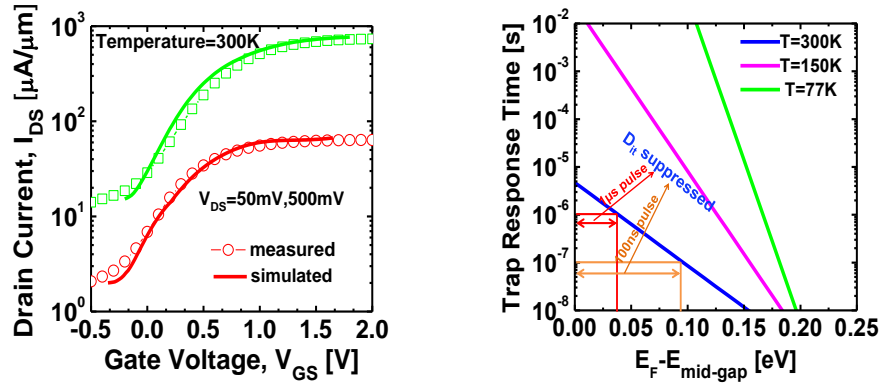 Temperature=300K
V_DS=50mV,500mV
measured
simulated
Drain Current, I_DS [μA/μm]
10^3
10^2
10^1
10^0
-0.5 0.0 0.5 1.0 1.5 2.0
Gate Voltage, V_GS [V]
T=300K
T=150K
T=77K
D_it suppressed
1μs pulse
100ns pulse
Trap Response Time [s]
10^-2
10^-3
10^-4
10^-5
10^-6
10^-7
10^-8
0.00 0.05 0.10 0.15 0.20 0.25
E_F-E_mid-gap [eV]